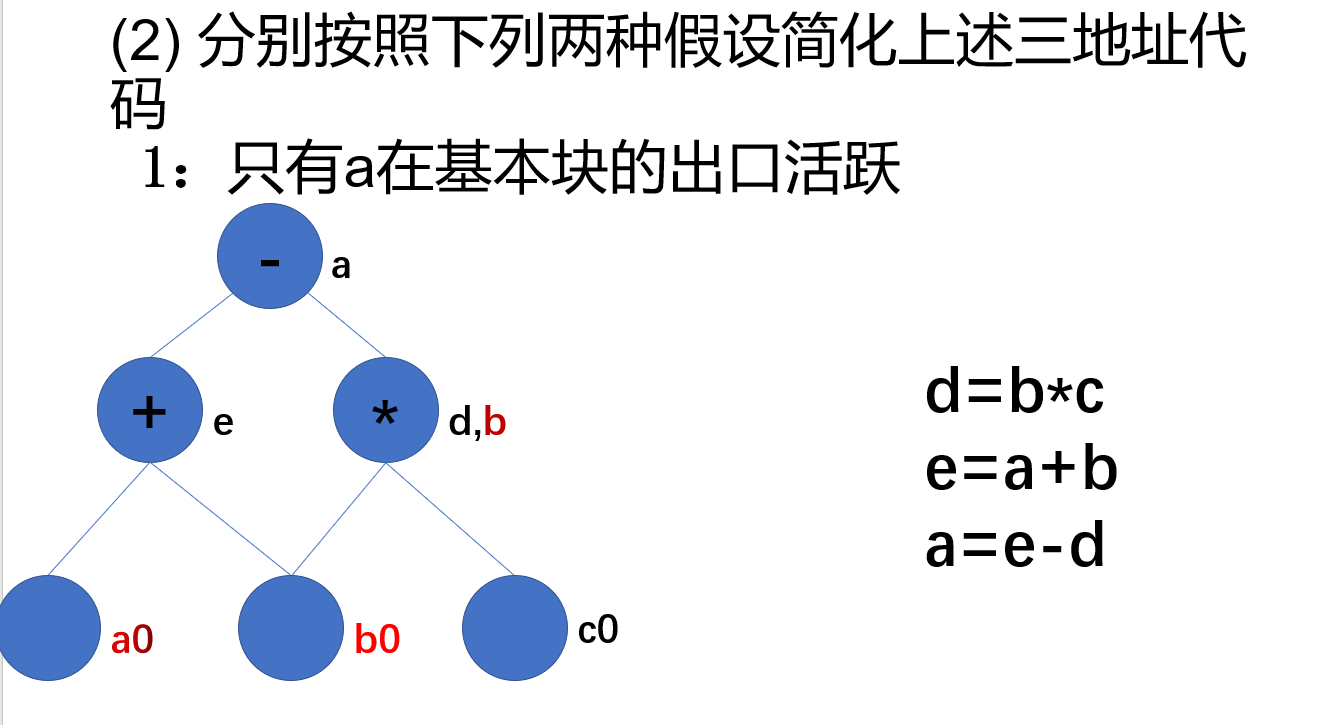 (2) 分别按照下列两种假设简化上述三地址代
码
1：只有a在基本块的出口活跃
- a
+ e * d,b
d=b*c
e=a+b
a=e-d
a0 b0 c0